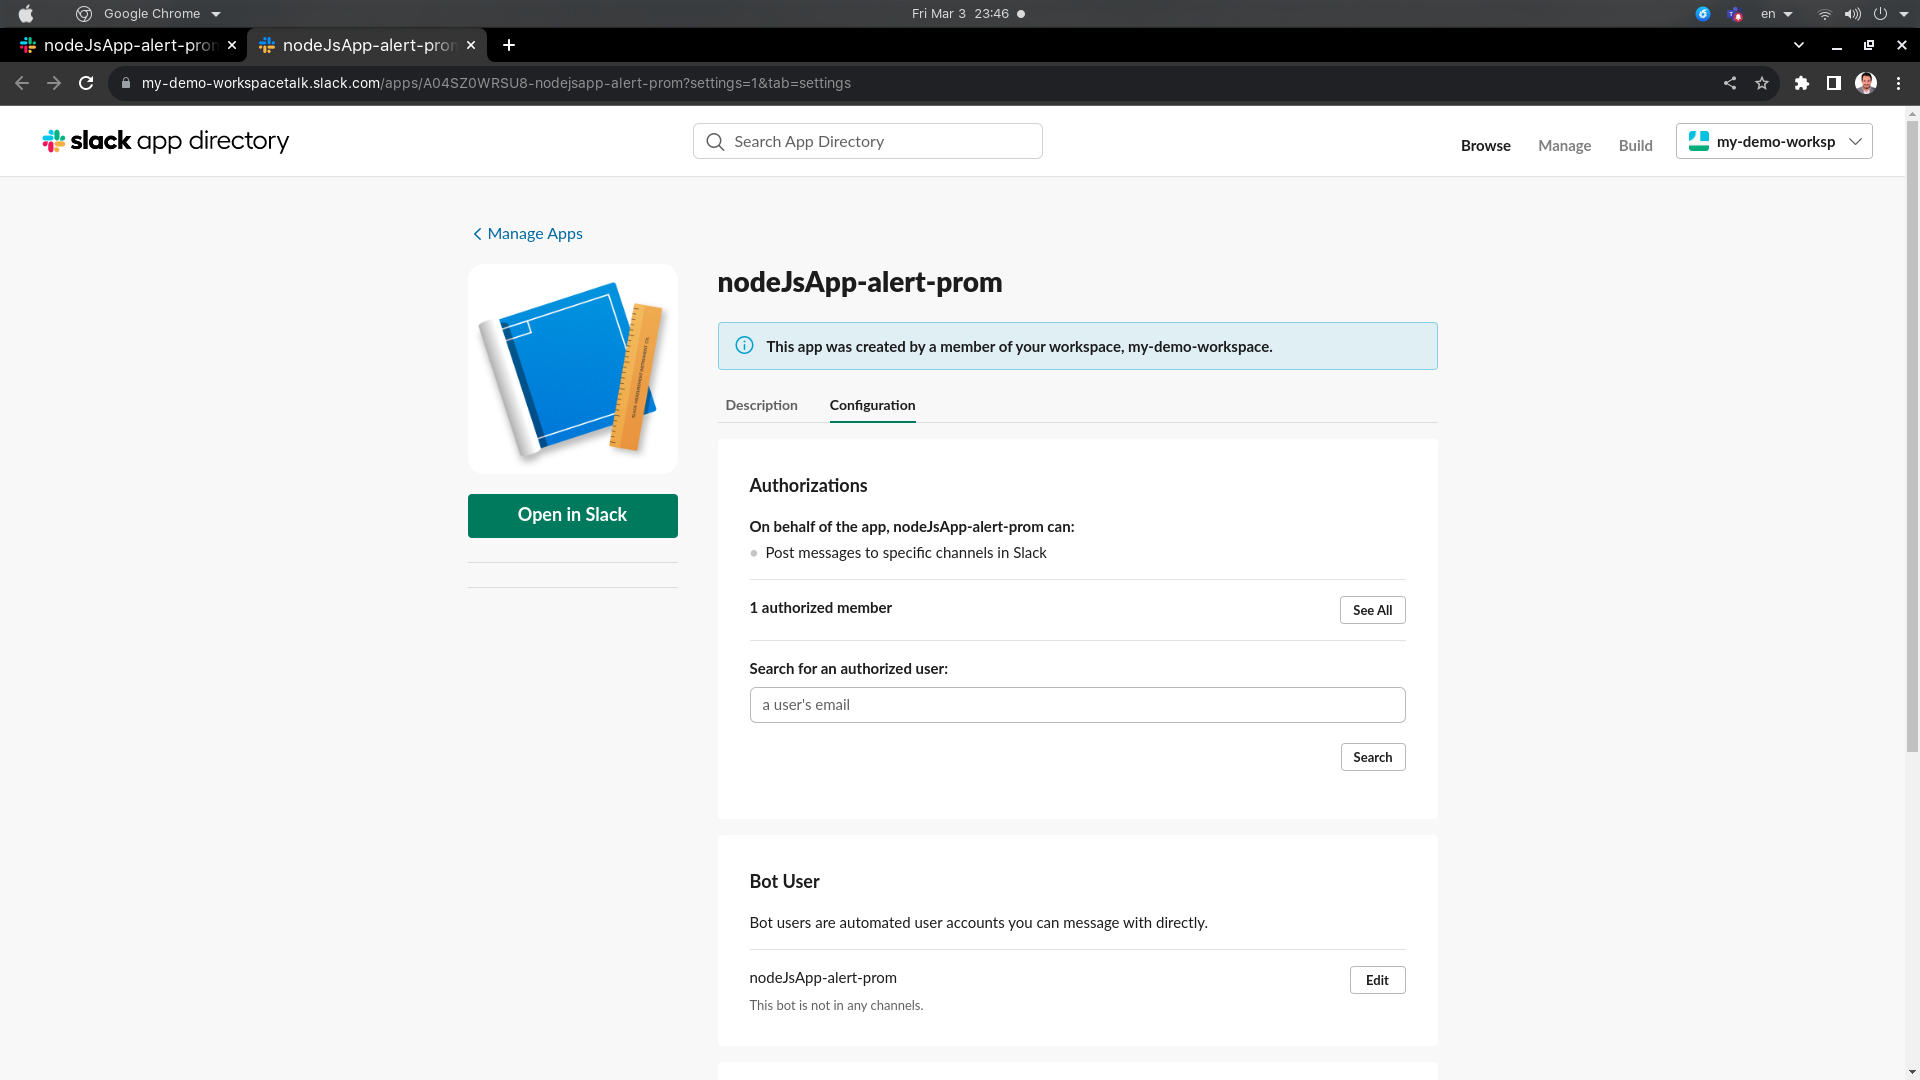 Google Chrome
Fri Mar 3 23:46
en
nodeJsApp-alert-pro
nodeJsApp-alert-pro
my-demo-workspacetalk.slack.com/apps/A04SZ0WRSU8-nodejsapp-alert-prom?settings=1&tab=settings
slack app directory
Search App Directory
Browse
Manage
Build
my-demo-worksp
Manage Apps
nodeJsApp-alert-prom
This app was created by a member of your workspace, my-demo-workspace.
Description
Configuration
Open in Slack
Authorizations
On behalf of the app, nodeJsApp-alert-prom can:
Post messages to specific channels in Slack
1 authorized member
See All
Search for an authorized user:
a user's email
Search
Bot User
Bot users are automated user accounts you can message with directly.
nodeJsApp-alert-prom
Edit
This bot is not in any channels.